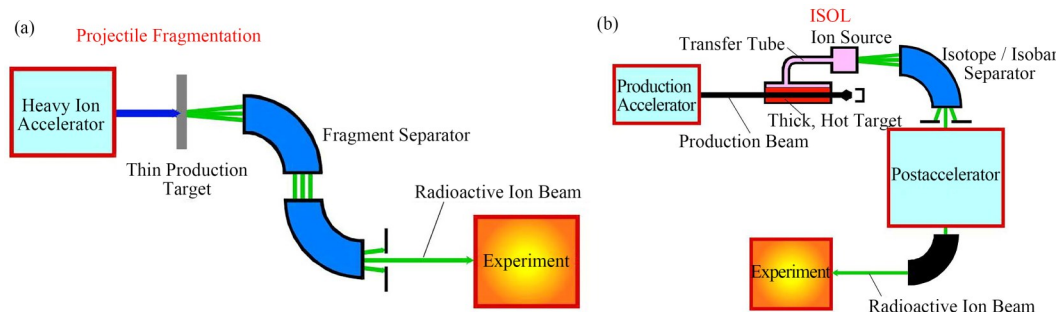 (a)
Projectile Fragmentation
Heavy Ion
Accelerator
Thin Production
Target
Fragment Separator
Radioactive Ion Beam
Experiment
(b)
ISOL
Ion Source
Transfer Tube
Isotope / Isobar
Separator
Production
Accelerator
Thick, Hot Target
Production Beam
Postaccelerator
Experiment
Radioactive Ion Beam